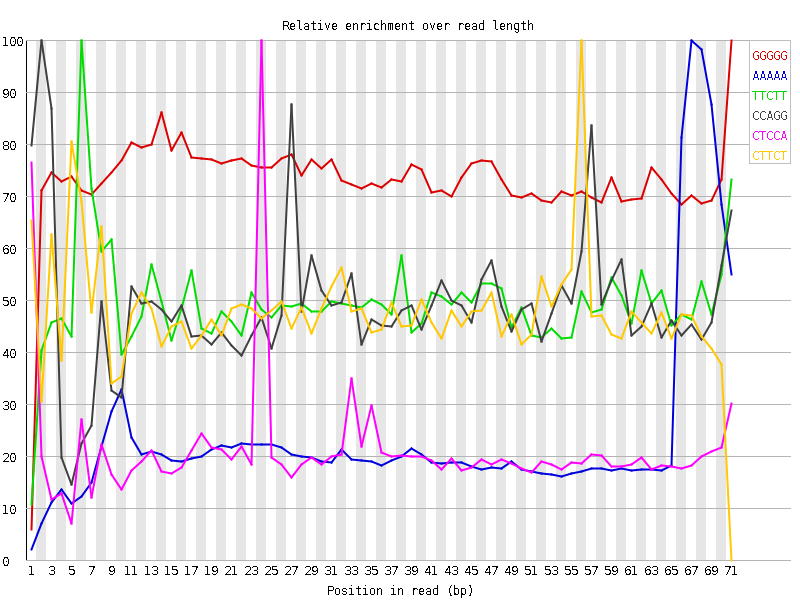 Relative enrichment over read length
100
90
80
70
60
50
40
30
20
10
0
GGGGG
AAAAA
TTCTT
CCAGG
CTCCA
CTTCT
1 3 5 7 9 11 13 15 17 19 21 23 25 27 29 31 33 35 37 39 41 43 45 47 49 51 53 55 57 59 61 63 65 67 69 71
Position in read (bp)